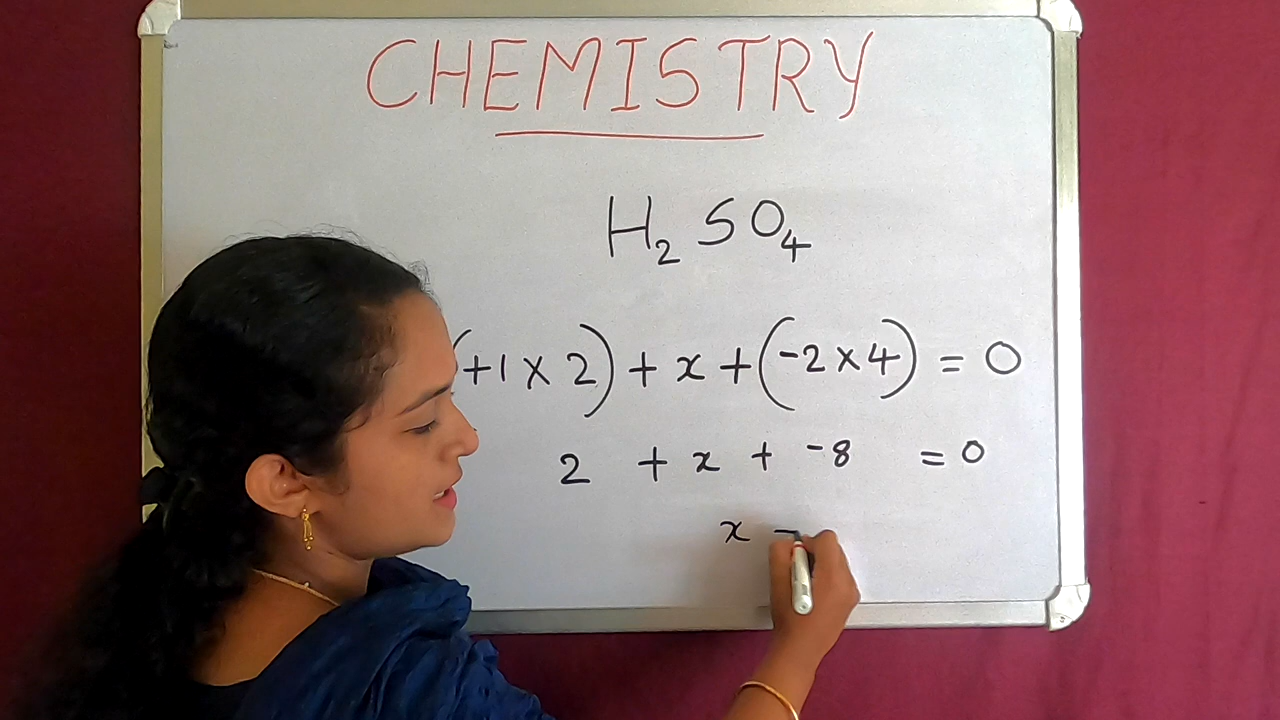 CHEMISTRY
H₂SO₄
(+1 × 2) + x + (-2 × 4) = 0
2 + x + -8 = 0
x -